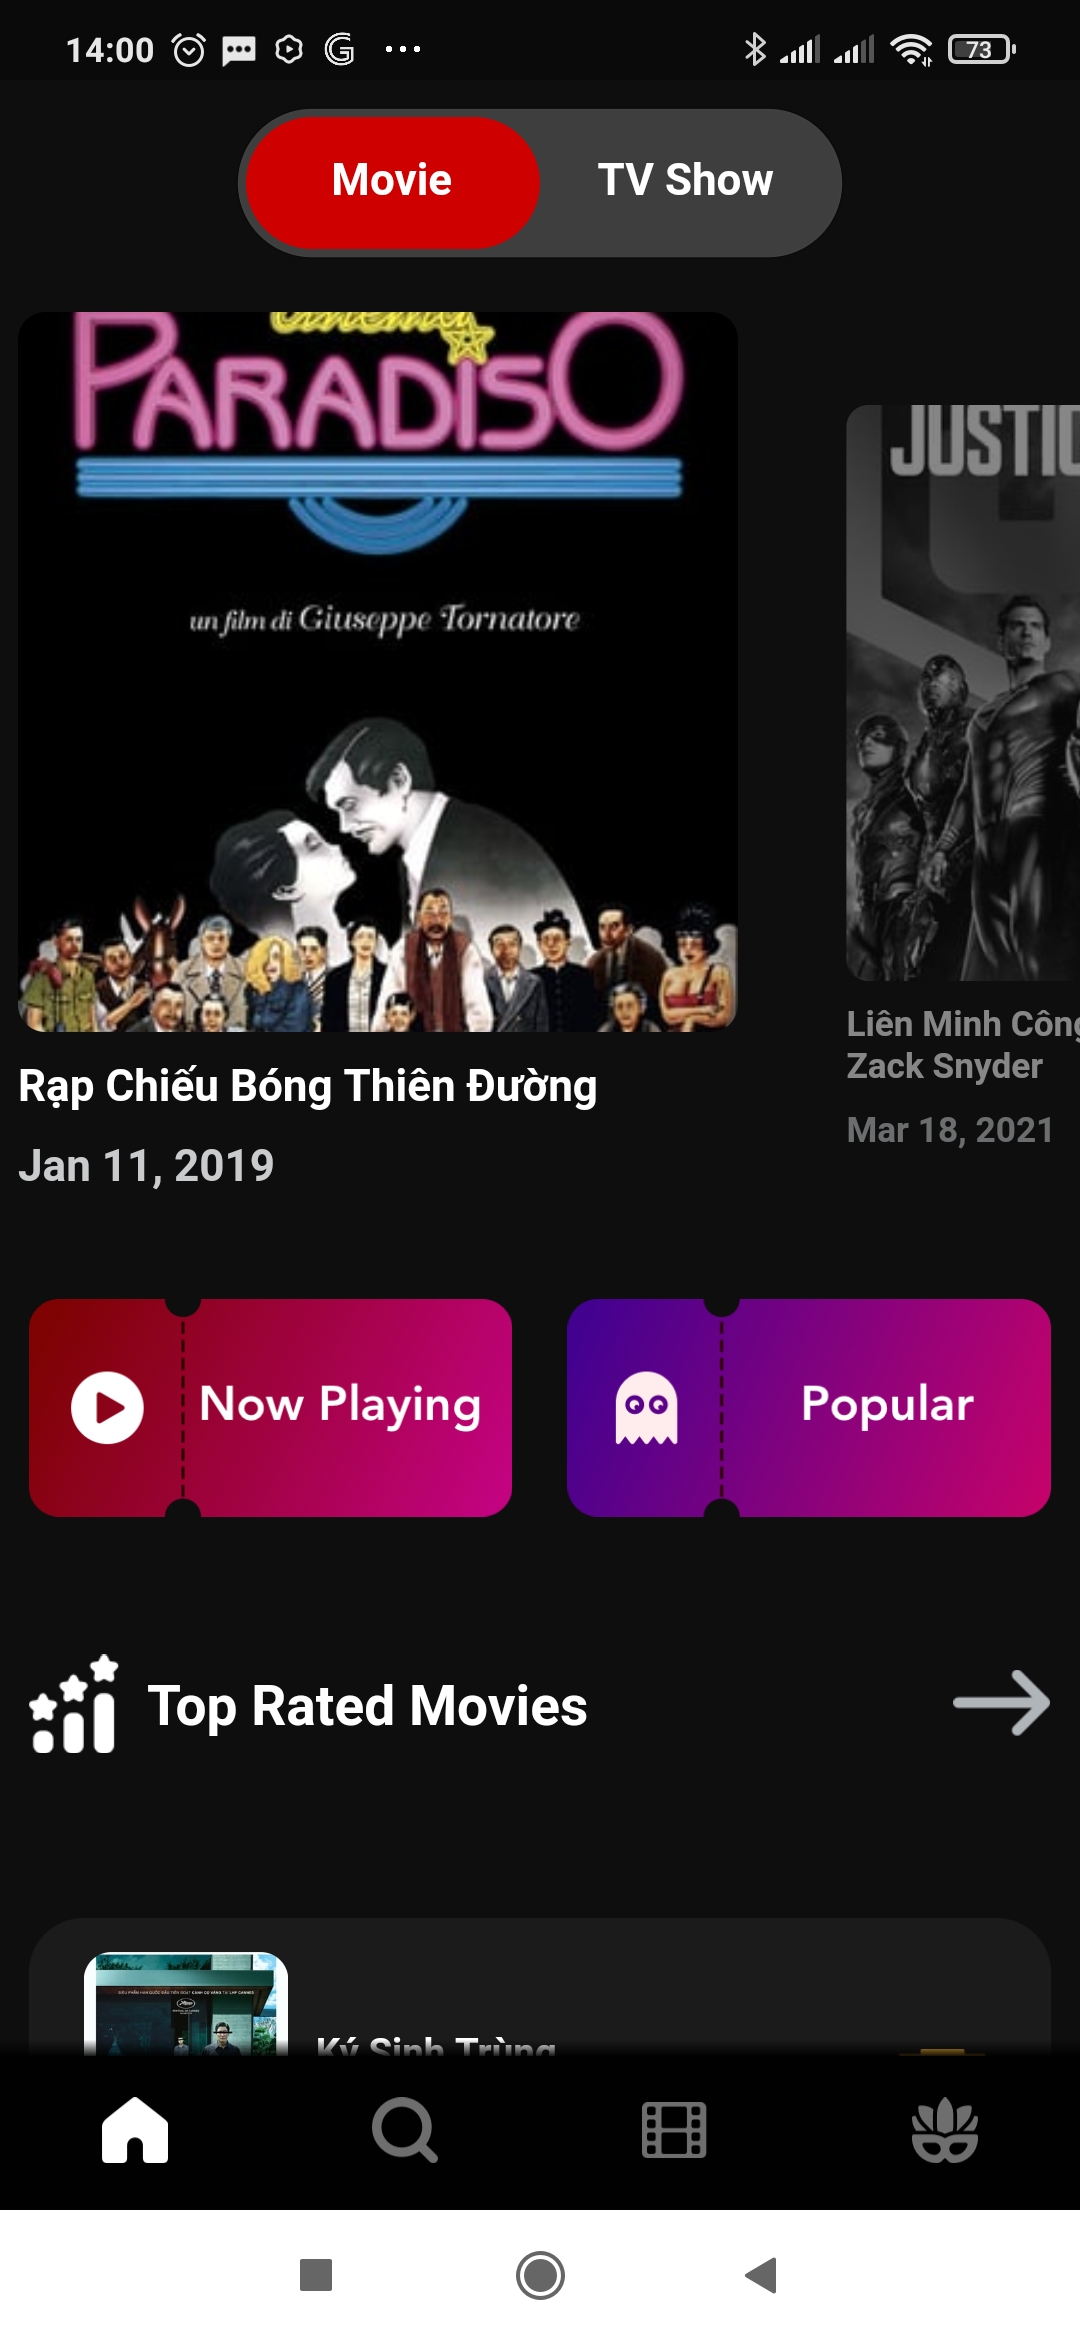 14:00
73
Movie
TV Show
cinema
PARADISO
un film di Giuseppe Tornatore
Rạp Chiếu Bóng Thiên Đường
Jan 11, 2019
JUSTIC
Liên Minh Công
Zack Snyder
Mar 18, 2021
Now Playing
Popular
Top Rated Movies
Ký Sinh Trùng